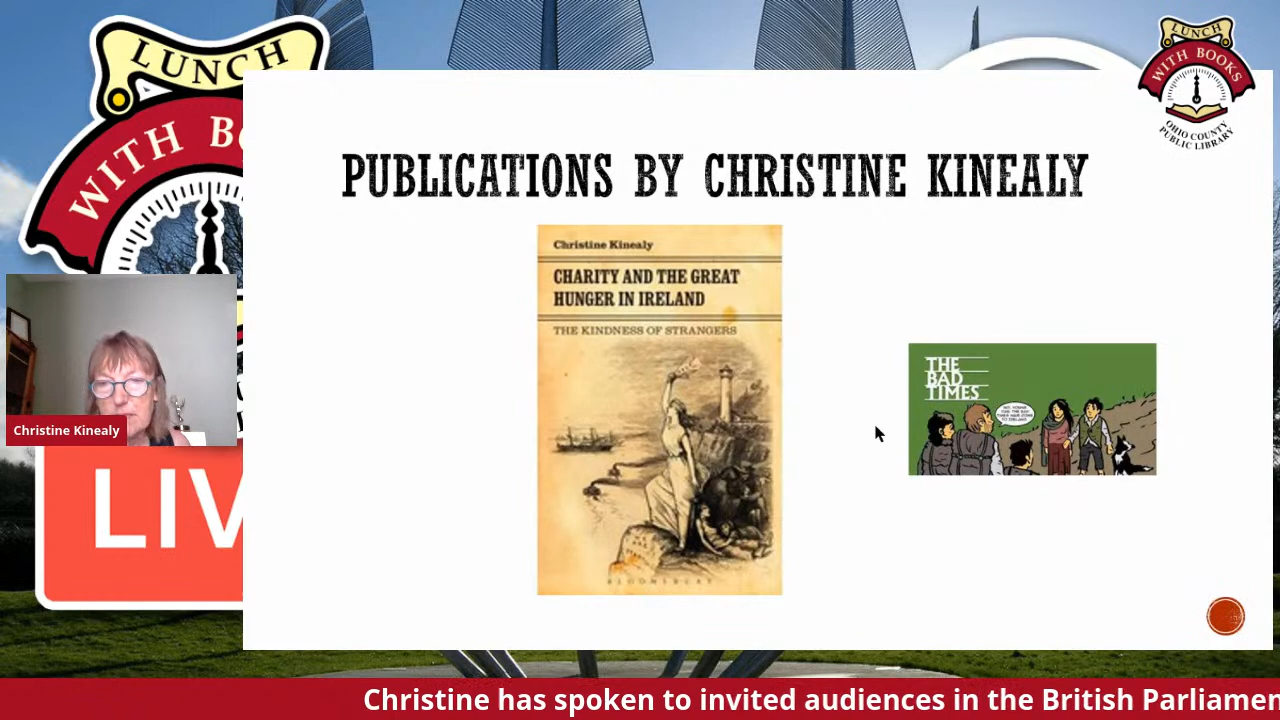 LUNCH
WITH BO
LIV
LUNCH
WITH BOOKS
OHIO COUNTY
PUBLIC LIBRARY
PUBLICATIONS BY CHRISTINE KINEALY
Christine Kinealy
CHARITY AND THE GREAT
HUNGER IN IRELAND
THE KINDNESS OF STRANGERS
BLOOMSBURY
THE
BAD
TIMES
Christine Kinealy
Christine has spoken to invited audiences in the British Parliamen